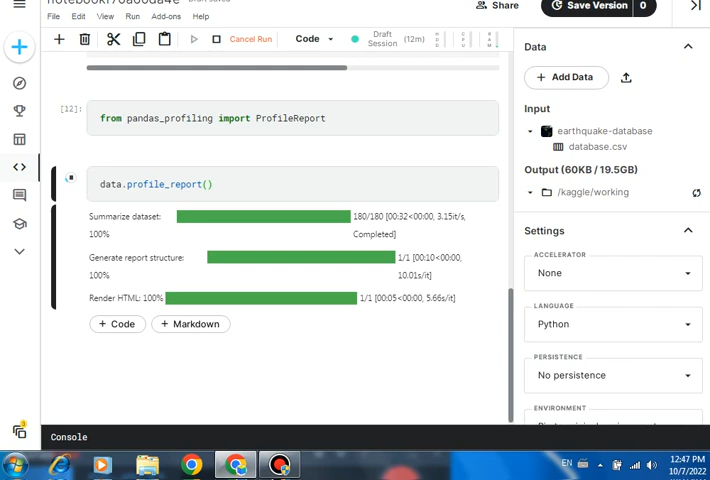 Share
Save Version 0
File Edit View Run Add-ons Help
Cancel Run
Code
Draft Session (12m)
Data
Add Data
Input
earthquake-database
database.csv
Output (60KB / 19.5GB)
/kaggle/working
Settings
ACCELERATOR
None
LANGUAGE
Python
PERSISTENCE
No persistence
ENVIRONMENT
[12]:
from pandas_profiling import ProfileReport
data.profile_report()
Summarize dataset: 100%
180/180 [00:32<00:00, 3.15it/s, Completed]
Generate report structure: 100%
1/1 [00:10<00:00, 10.01s/it]
Render HTML: 100%
1/1 [00:05<00:00, 5.66s/it]
+ Code
+ Markdown
Console
EN
12:47 PM
10/7/2022